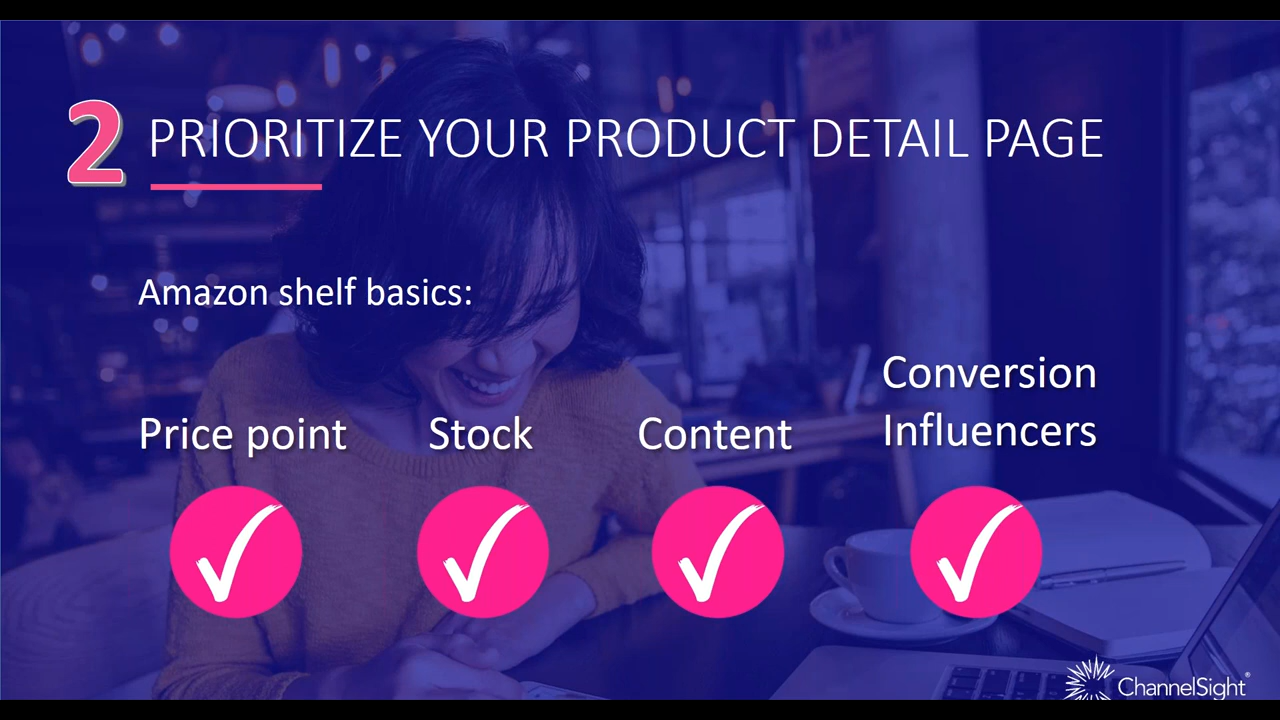 2 PRIORITIZE YOUR PRODUCT DETAIL PAGE
Amazon shelf basics:
Price point
Stock
Content
Conversion
Influencers
ChannelSight®